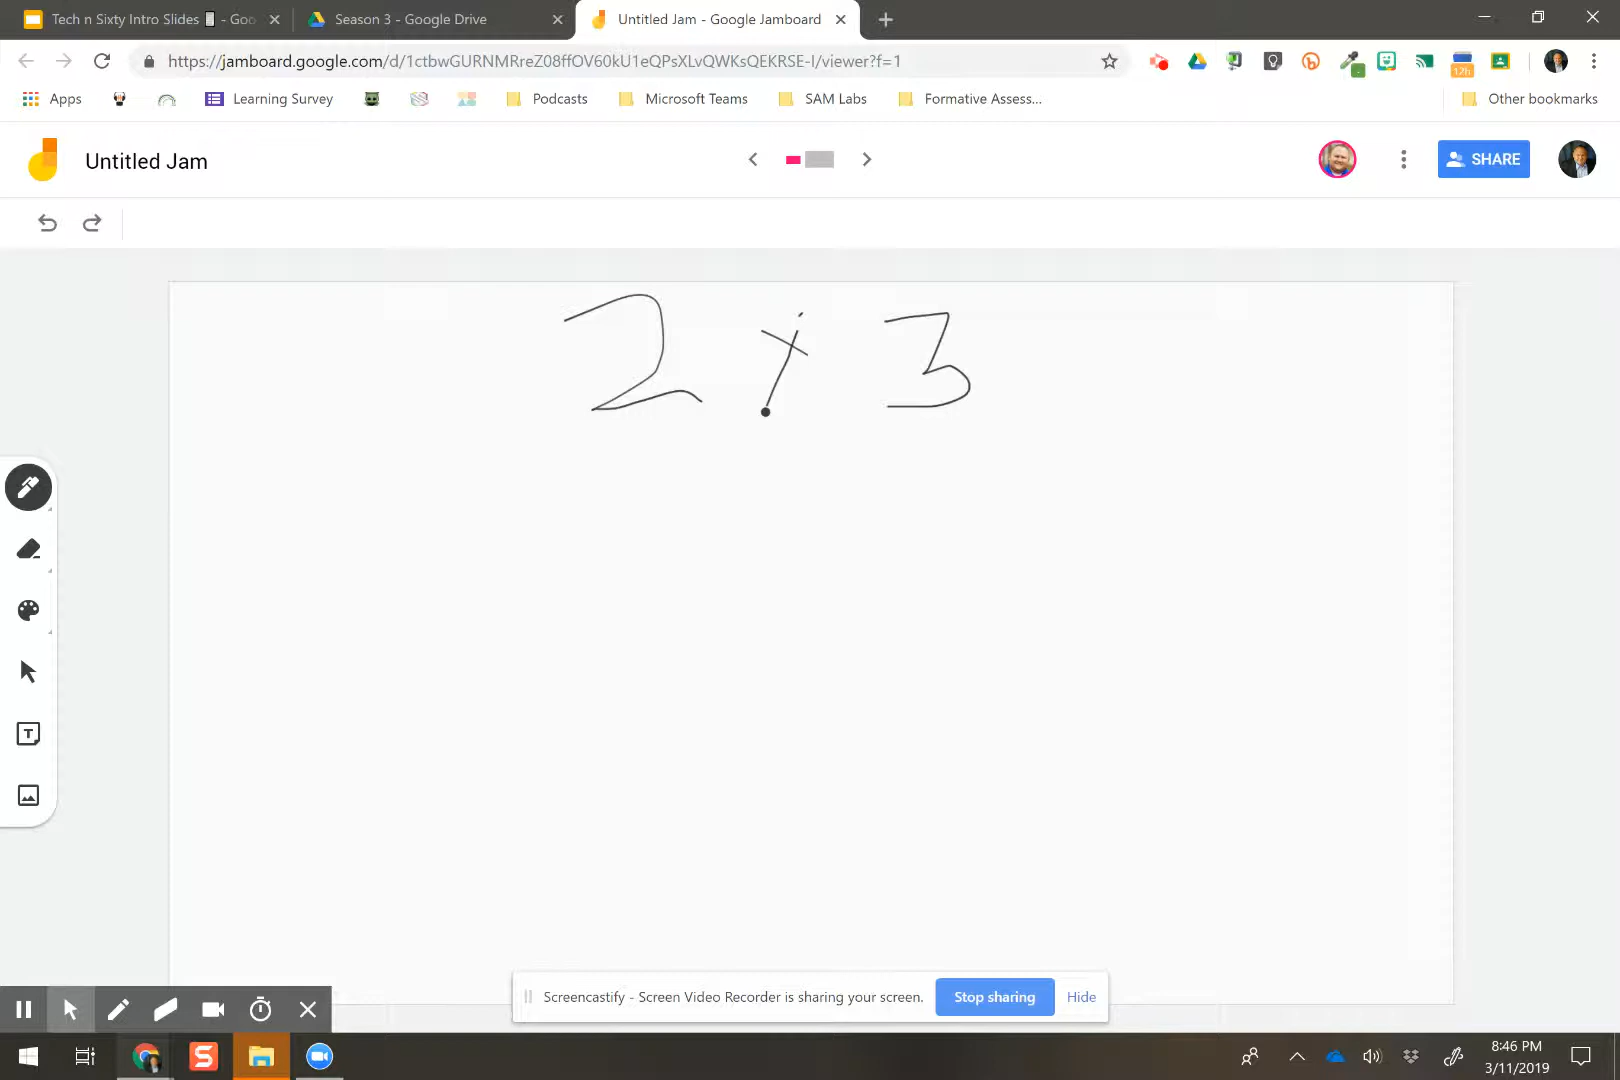 Tech n Sixty Intro Slides - Goo
Season 3 - Google Drive
Untitled Jam - Google Jamboard
https://jamboard.google.com/d/1ctbwGURNMRreZ08ffOV60kU1eQPsXLvQWKsQEKRSE-I/viewer?f=1
12h
Apps
Learning Survey
Podcasts
Microsoft Teams
SAM Labs
Formative Assess...
Other bookmarks
Untitled Jam
SHARE
2 x 3
Screencastify - Screen Video Recorder is sharing your screen.
Stop sharing
Hide
8:46 PM
3/11/2019